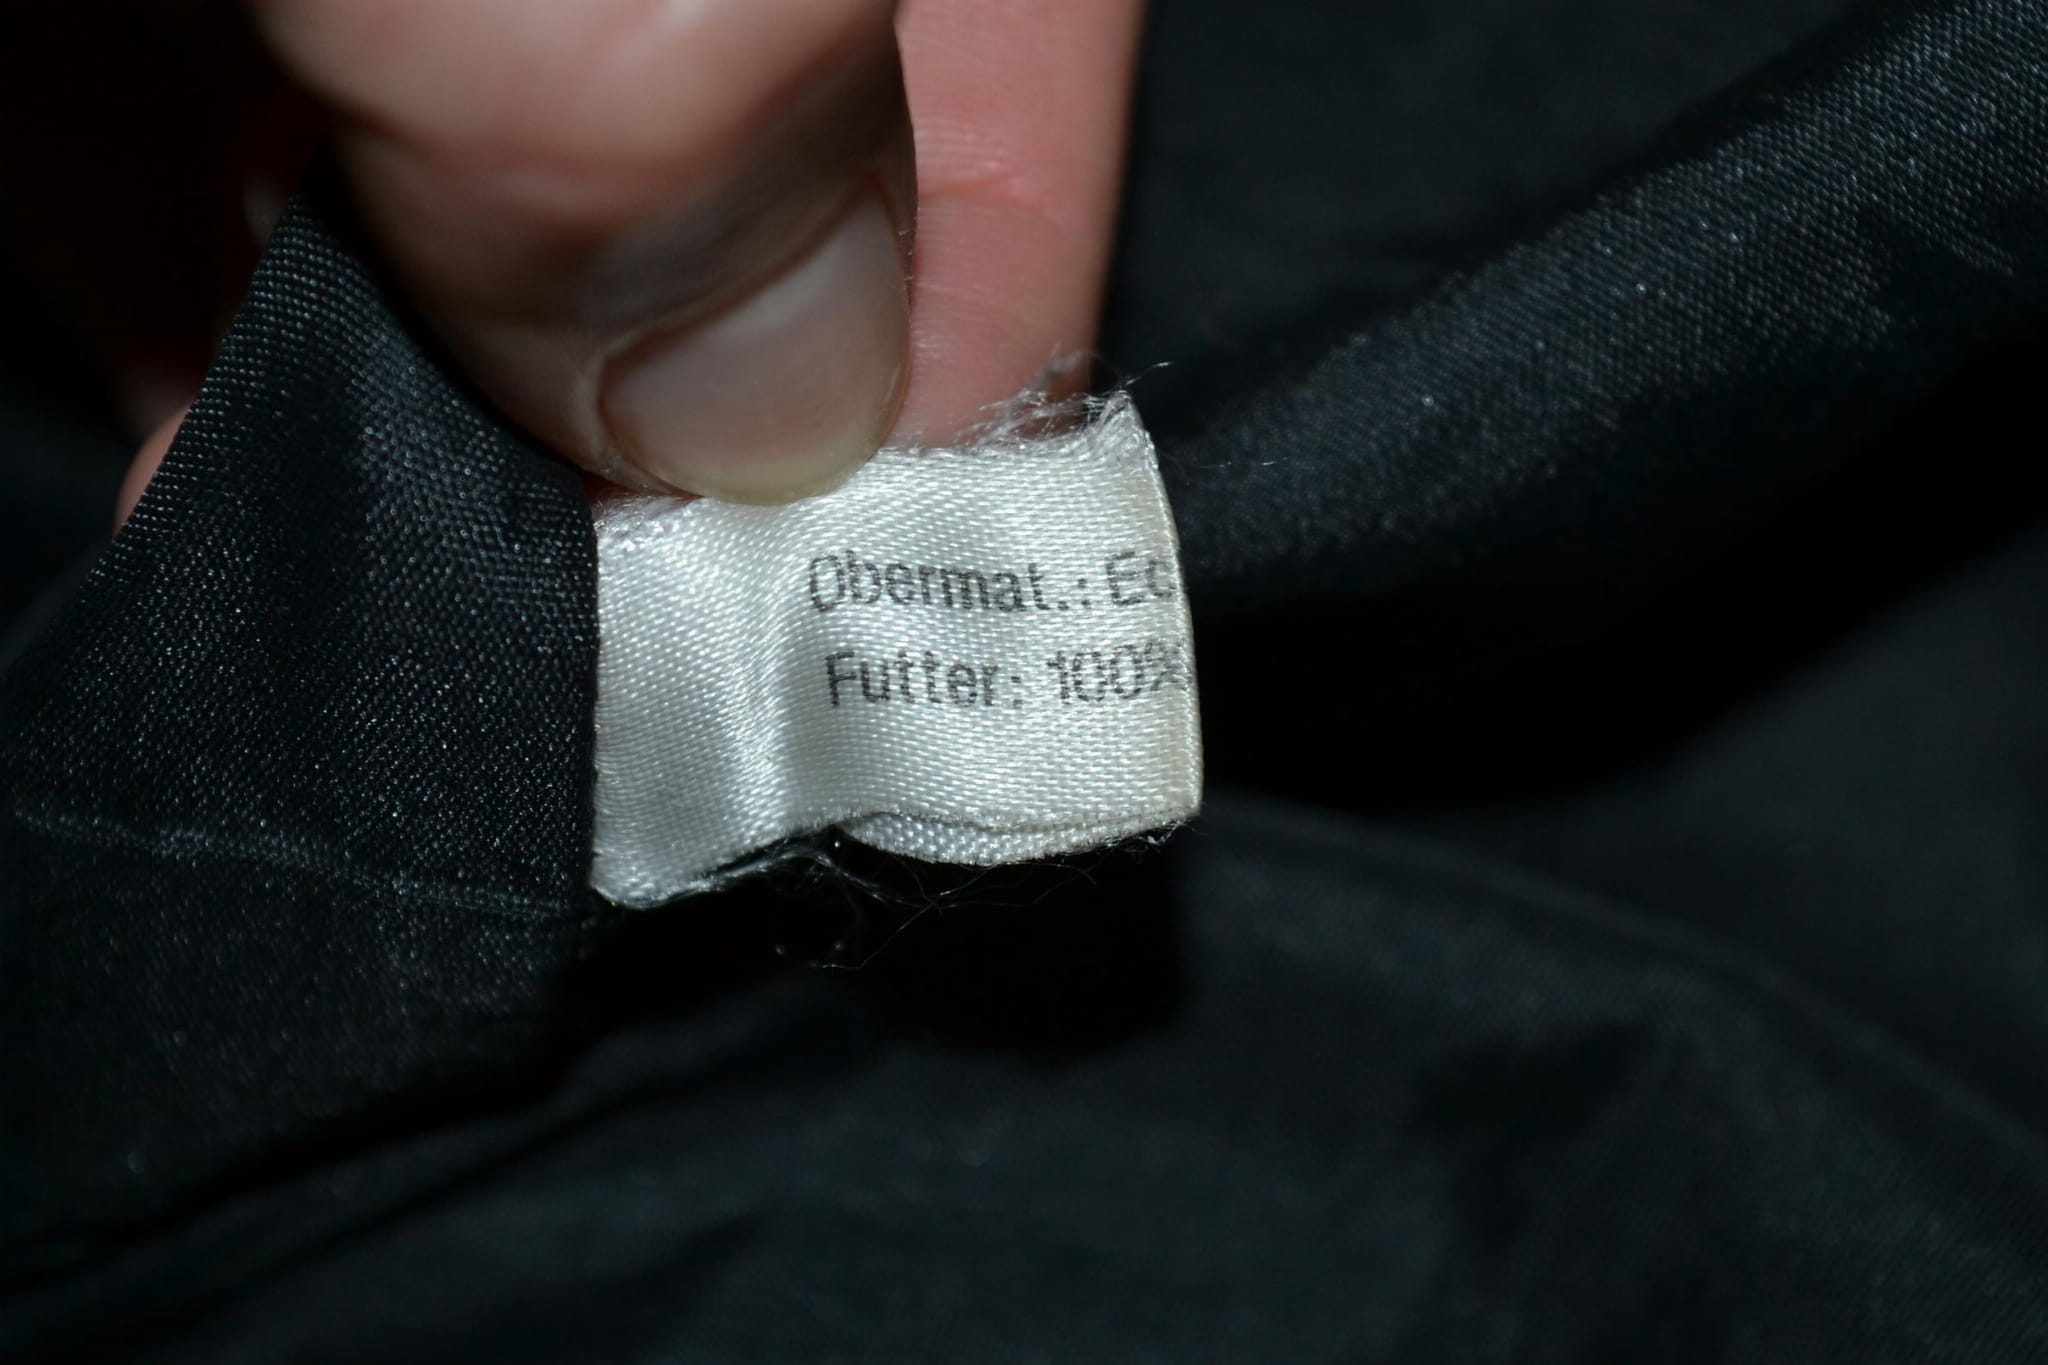 Obermat.: Ec
Futter: 100%